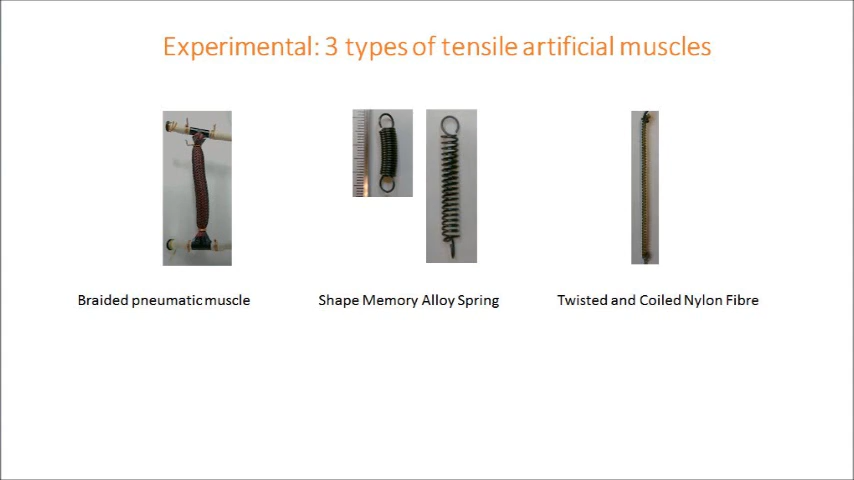 Experimental: 3 types of tensile artificial muscles
Braided pneumatic muscle
Shape Memory Alloy Spring
Twisted and Coiled Nylon Fibre